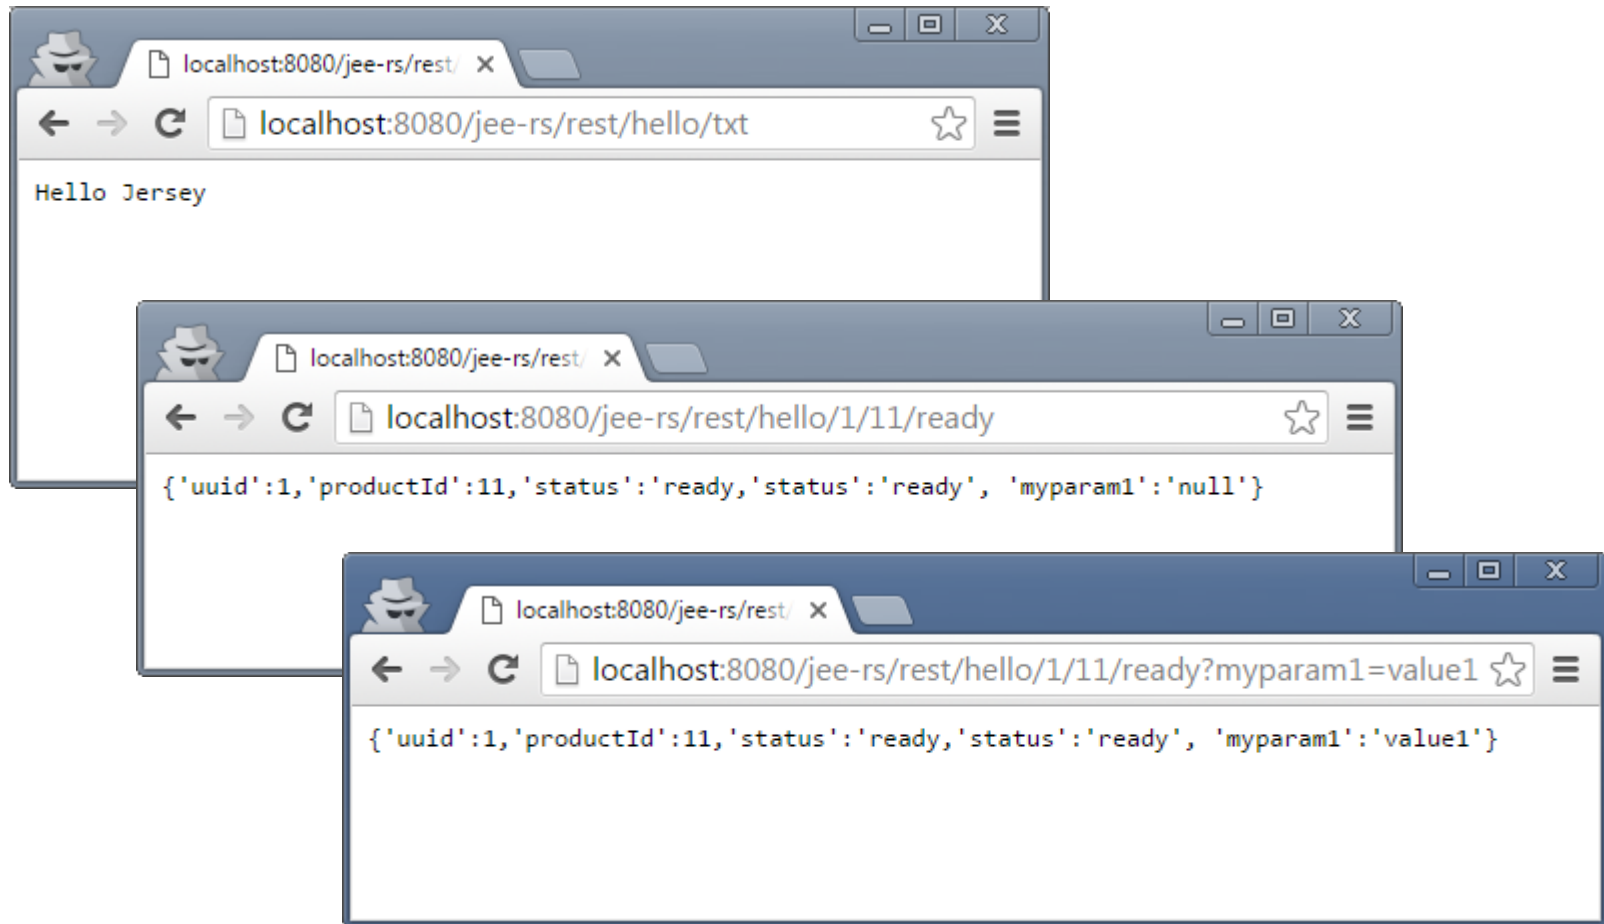 localhost:8080/jee-rs/rest/
localhost:8080/jee-rs/rest/hello/txt
Hello Jersey
localhost:8080/jee-rs/rest/
localhost:8080/jee-rs/rest/hello/1/11/ready
{'uuid':1,'productId':11,'status':'ready,'status':'ready', 'myparam1':'null'}
localhost:8080/jee-rs/rest/
localhost:8080/jee-rs/rest/hello/1/11/ready?myparam1=value1
{'uuid':1,'productId':11,'status':'ready,'status':'ready', 'myparam1':'value1'}